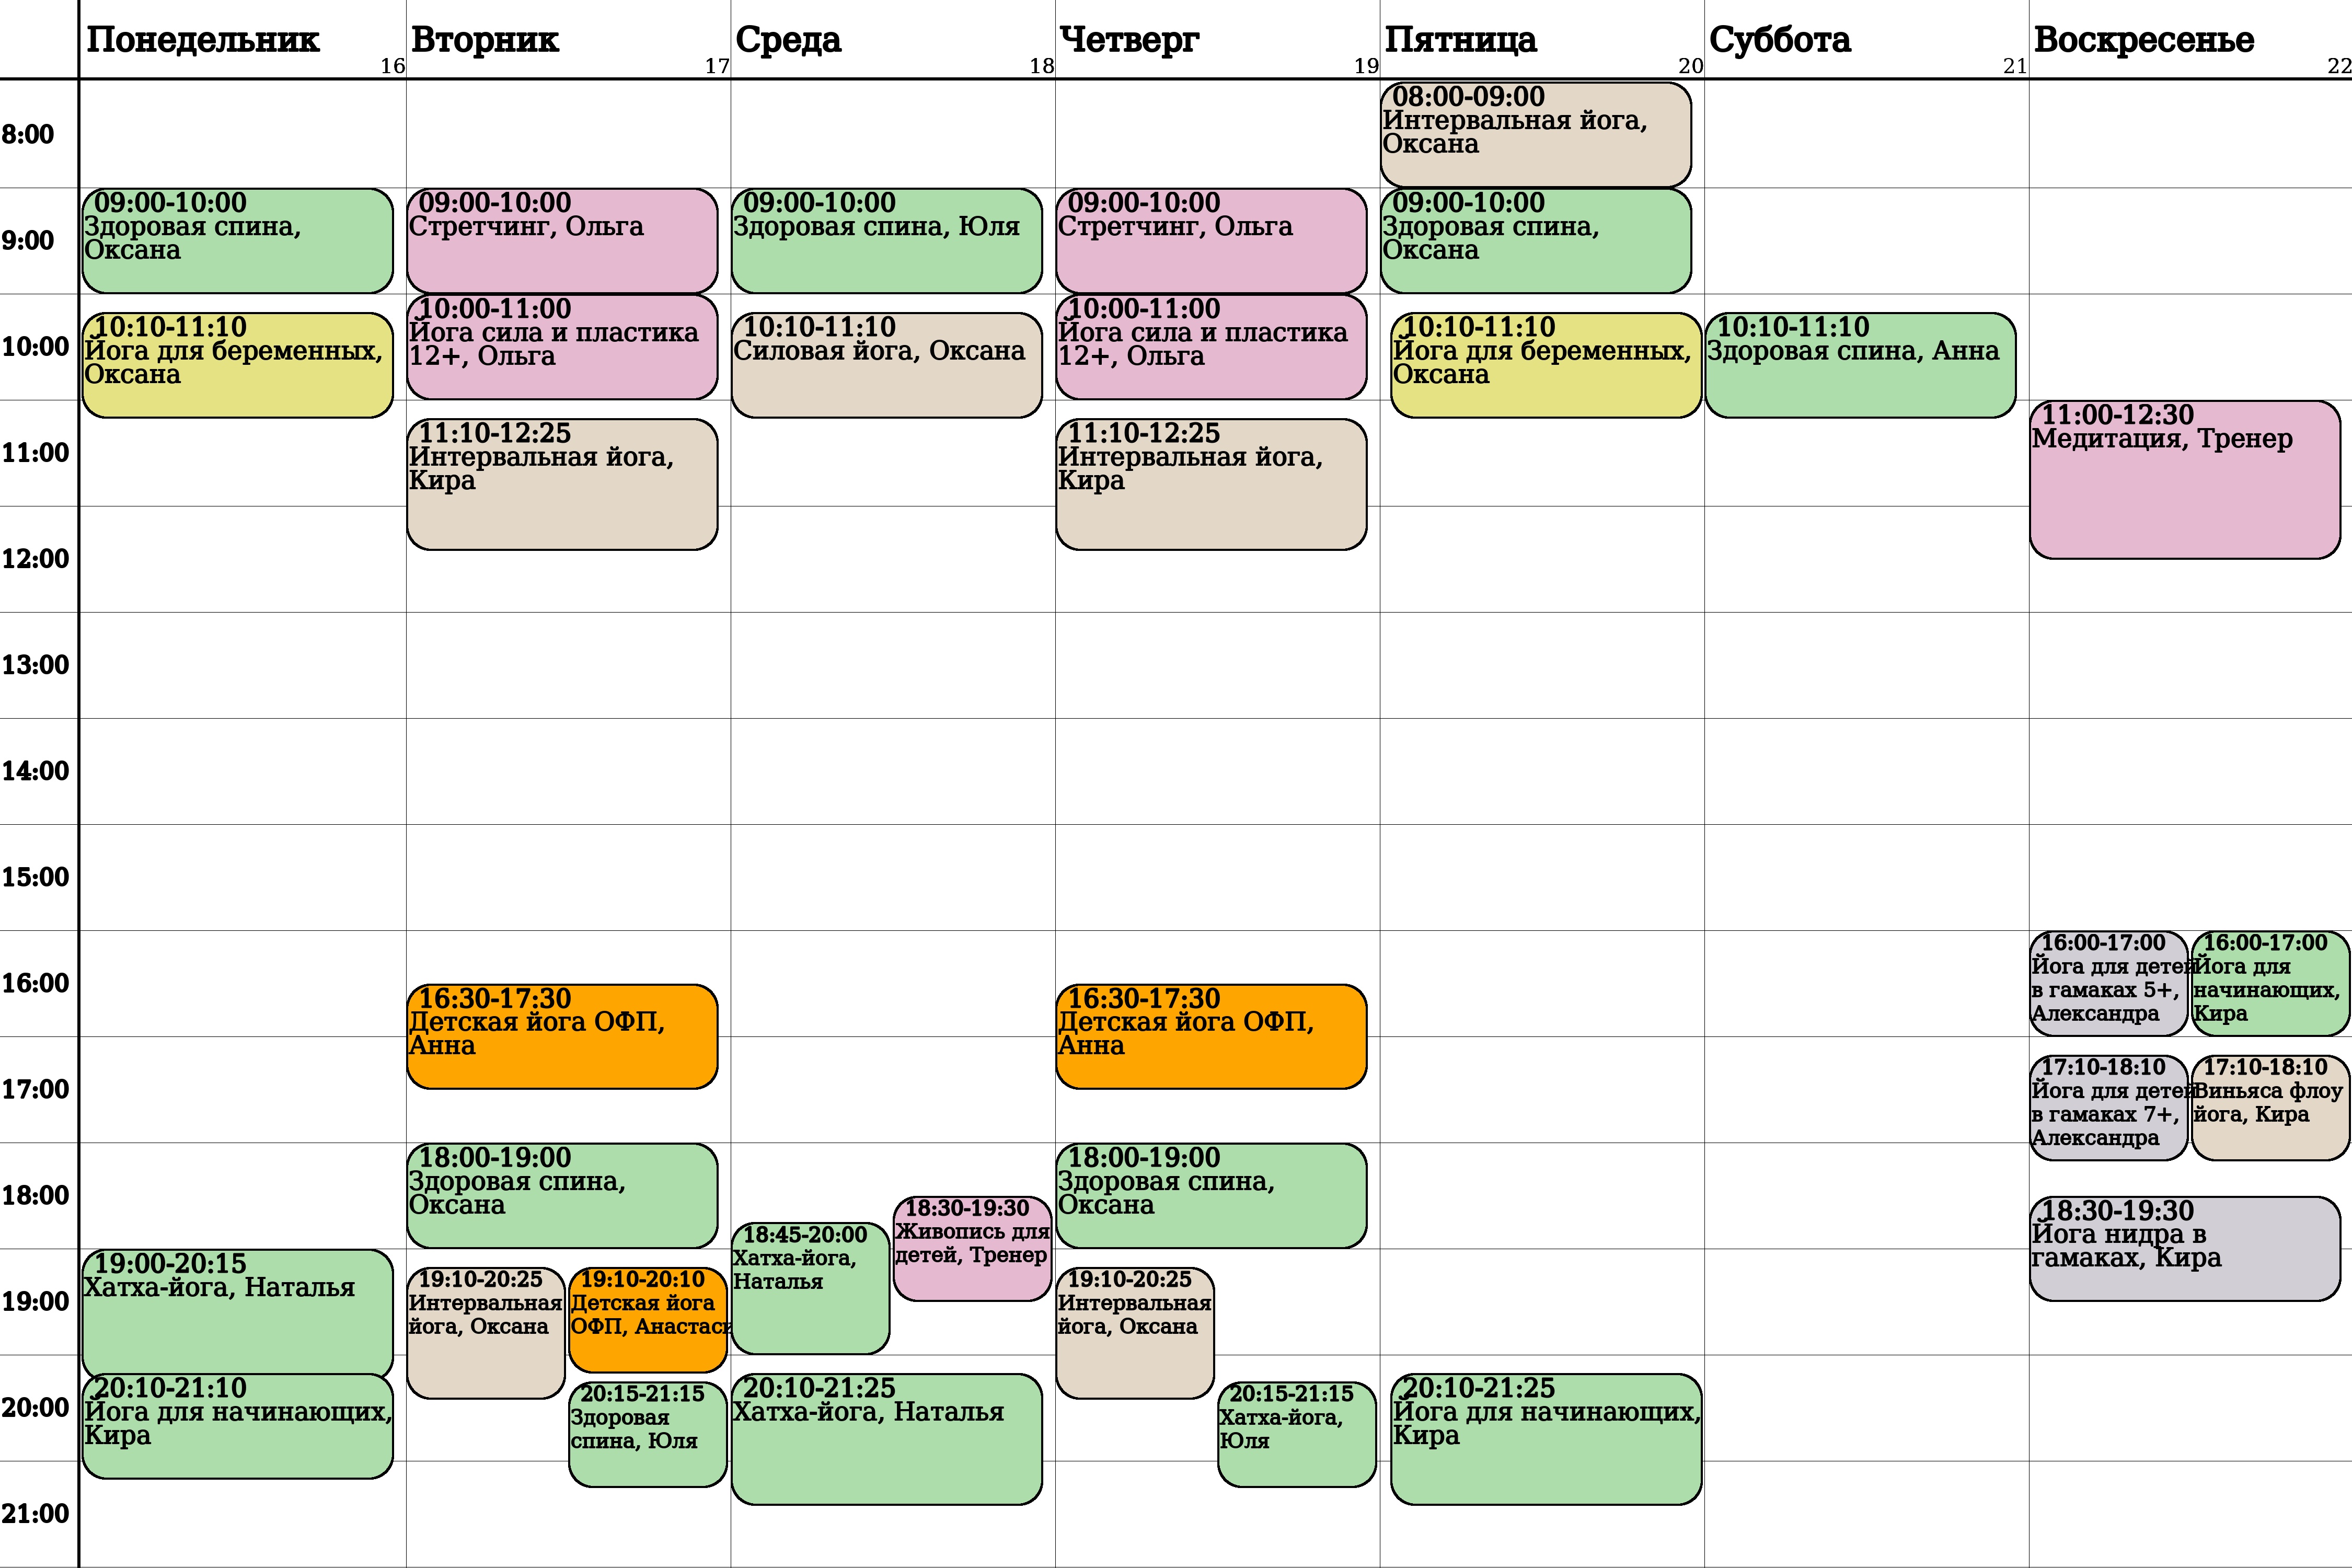 Понедельник
16
Вторник
17
Среда
18
Четверг
19
Пятница
20
Суббота
21
Воскресенье
22
8:00
08:00-09:00
Интервальная йога,
Оксана
9:00
09:00-10:00
Здоровая спина,
Оксана
09:00-10:00
Стретчинг, Ольга
09:00-10:00
Здоровая спина, Юля
09:00-10:00
Стретчинг, Ольга
09:00-10:00
Здоровая спина,
Оксана
10:00
10:10-11:10
Йога для беременных,
Оксана
10:00-11:00
Йога сила и пластика
12+, Ольга
10:10-11:10
Силовая йога, Оксана
10:00-11:00
Йога сила и пластика
12+, Ольга
10:10-11:10
Йога для беременных,
Оксана
10:10-11:10
Здоровая спина, Анна
11:00
11:10-12:25
Интервальная йога,
Кира
11:10-12:25
Интервальная йога,
Кира
11:00-12:30
Медитация, Тренер
12:00
13:00
14:00
15:00
16:00
16:30-17:30
Детская йога ОФП,
Анна
16:30-17:30
Детская йога ОФП,
Анна
16:00-17:00
Йога для детей
в гамаках 5+,
Александра
16:00-17:00
Йога для
начинающих,
Кира
17:00
17:10-18:10
Йога для детей
в гамаках 7+,
Александра
17:10-18:10
Виньяса флоу
йога, Кира
18:00
18:00-19:00
Здоровая спина,
Оксана
18:45-20:00
Хатха-йога,
Наталья
18:30-19:30
Живопись для
детей, Тренер
18:00-19:00
Здоровая спина,
Оксана
18:30-19:30
Йога нидра в
гамаках, Кира
19:00
19:00-20:15
Хатха-йога, Наталья
19:10-20:25
Интервальная
йога, Оксана
19:10-20:10
Детская йога
ОФП, Анастаси
19:10-20:25
Интервальная
йога, Оксана
20:00
20:10-21:10
Йога для начинающих,
Кира
20:15-21:15
Здоровая
спина, Юля
20:10-21:25
Хатха-йога, Наталья
20:15-21:15
Хатха-йога,
Юля
20:10-21:25
Йога для начинающих,
Кира
21:00